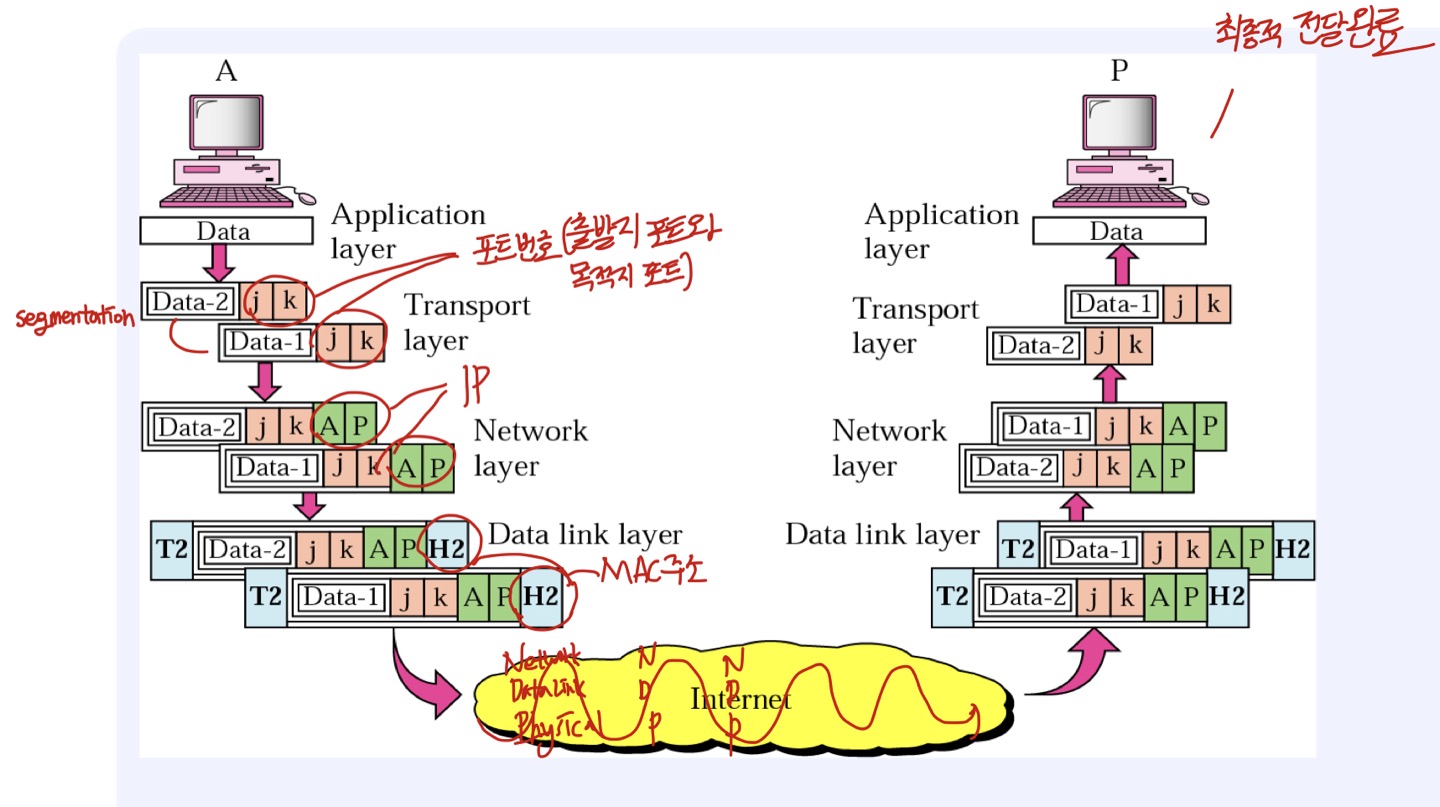 최종적 전달완료
A
P
Application
layer
Data
포트번호 (출발지 포트와
목적지 포트)
Data-2 j k
segmentation
Data-1 j k
Transport
layer
IP
Data-2 j k A P
Data-1 j k A P
Network
layer
T2 Data-2 j k A P H2
Data link layer
T2 Data-1 j k A P H2
MAC주소
Network N N
Data Link D D
Internet
Physical P P
Application
layer
Data
Transport
layer
Data-1 j k
Data-2 j k
Network
layer
Data-1 j k A P
Data-2 j k A P
Data link layer
T2 Data-1 j k A P H2
T2 Data-2 j k A P H2